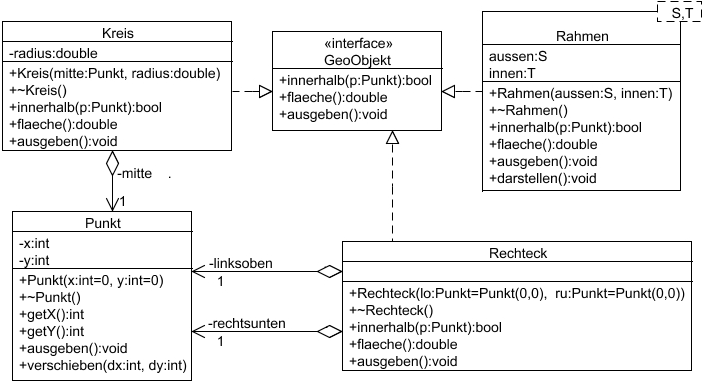 Kreis
-radius:double
+Kreis(mitte:Punkt, radius:double)
+~Kreis()
+innerhalb(p:Punkt):bool
+flaeche():double
+ausgeben():void
«interface»
GeoObjekt
+innerhalb(p:Punkt):bool
+flaeche():double
+ausgeben():void
S,T
Rahmen
aussen:S
innen:T
+Rahmen(aussen:S, innen:T)
+~Rahmen()
+innerhalb(p:Punkt):bool
+flaeche():double
+ausgeben():void
+darstellen():void
-mitte .
1
Punkt
-x:int
-y:int
+Punkt(x:int=0, y:int=0)
+~Punkt()
+getX():int
+getY():int
+ausgeben():void
+verschieben(dx:int, dy:int)
-linksoben
1
-rechtsunten
1
Rechteck
+Rechteck(lo:Punkt=Punkt(0,0), ru:Punkt=Punkt(0,0))
+~Rechteck()
+innerhalb(p:Punkt):bool
+flaeche():double
+ausgeben():void